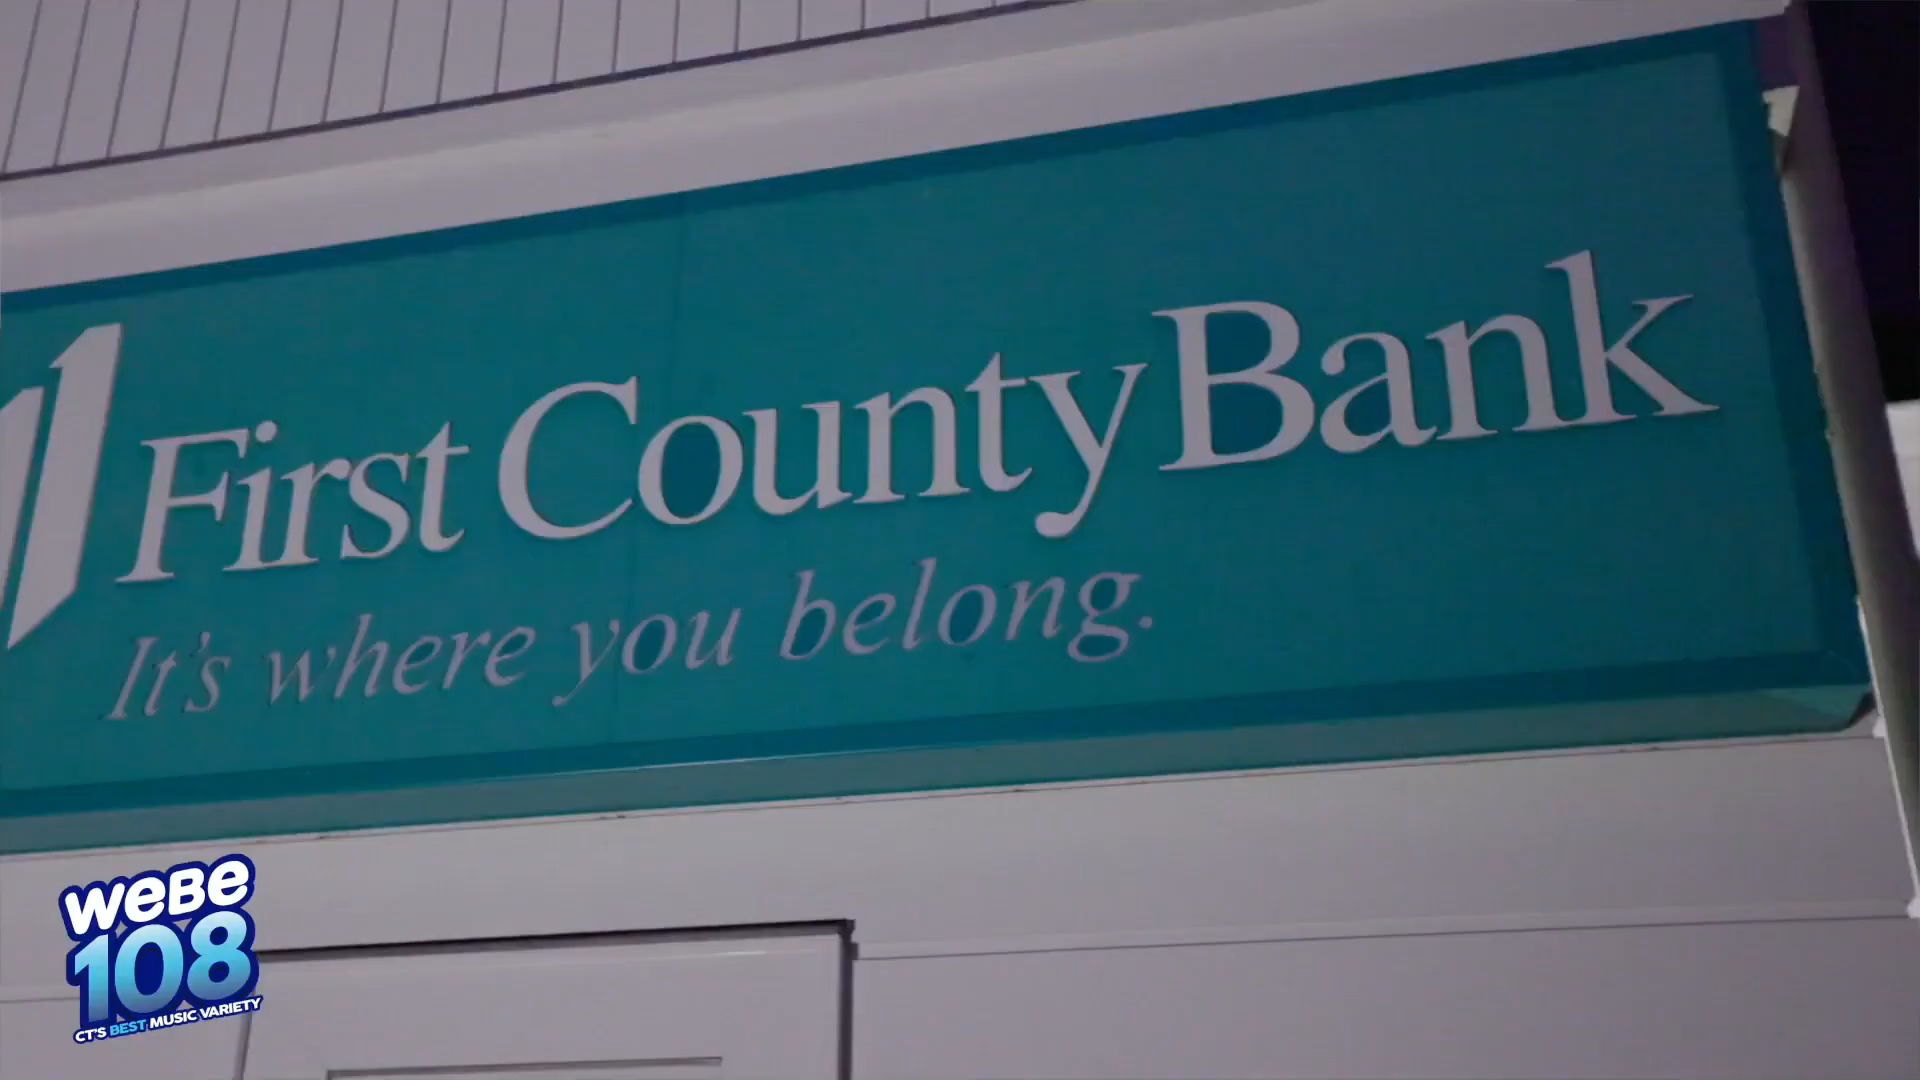 First County Bank
It's where you belong.
WEBE
108
CT'S BEST MUSIC VARIETY